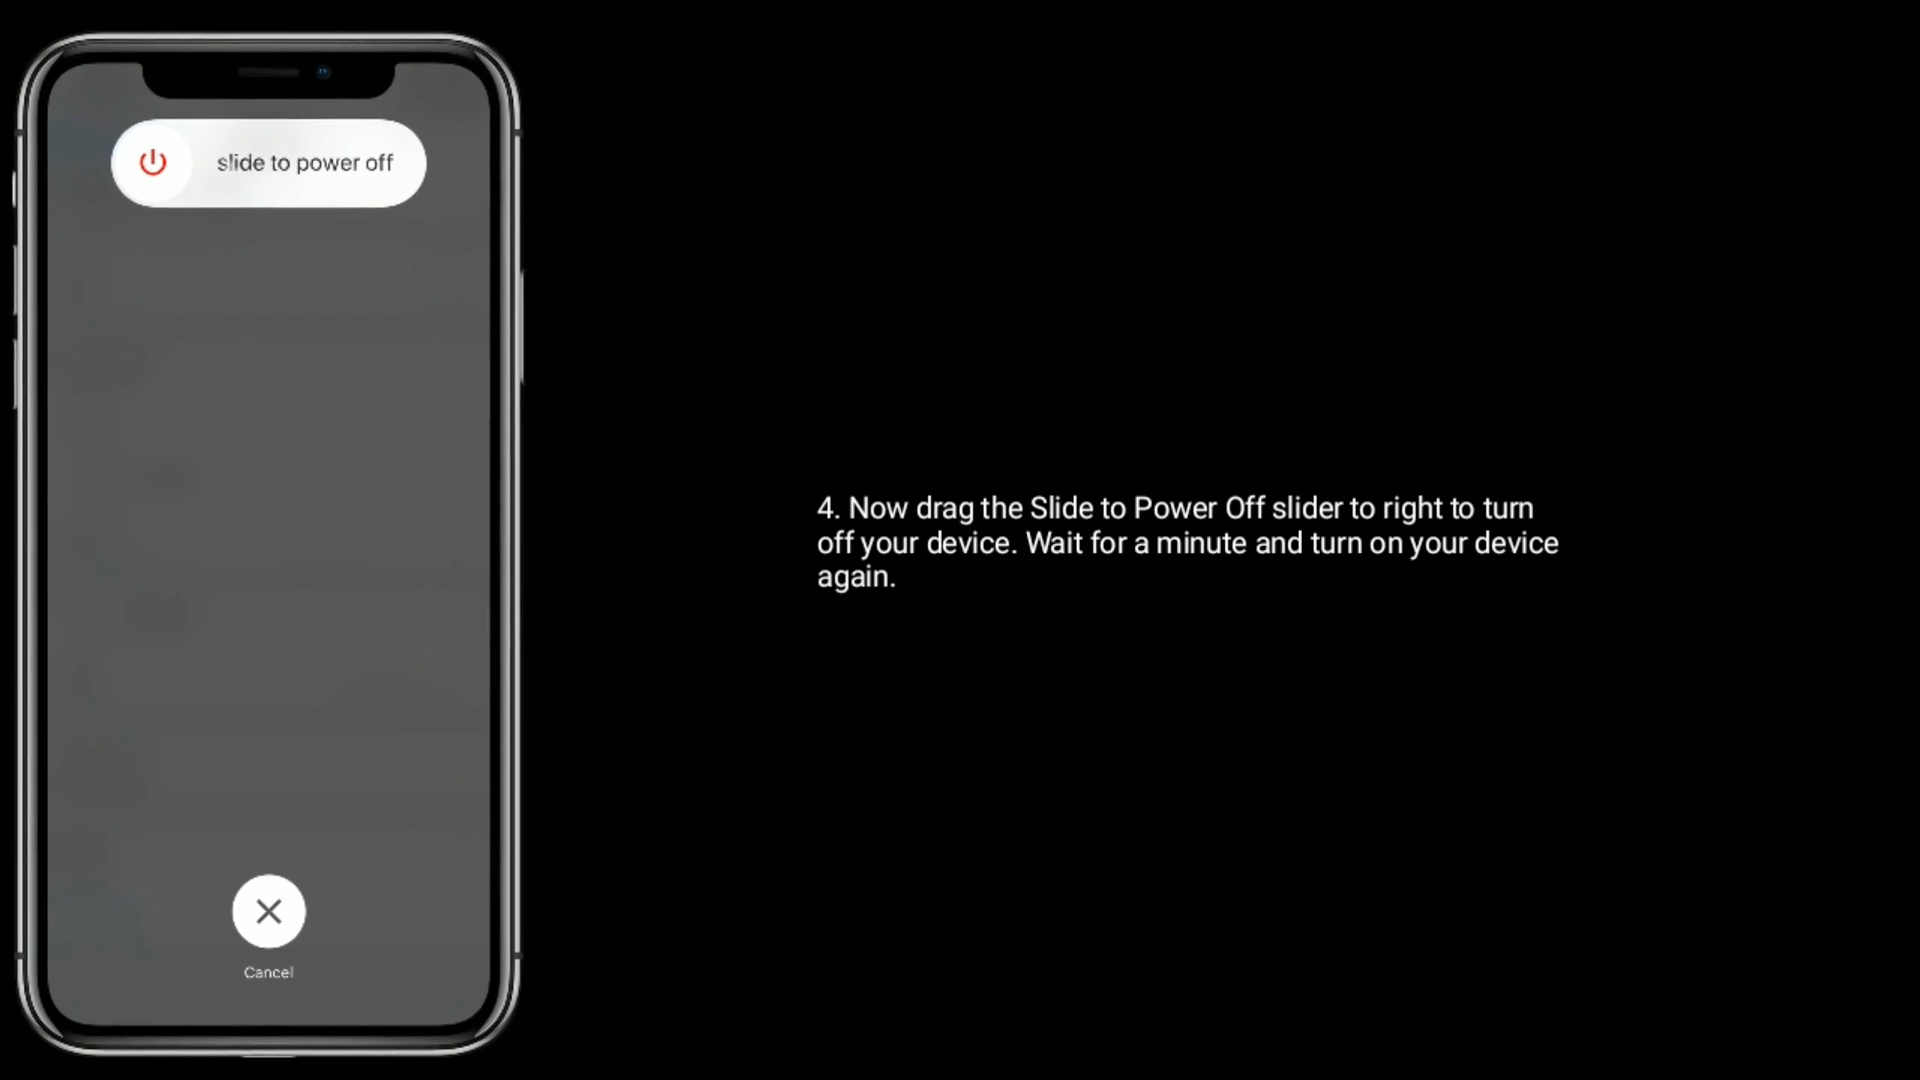 slide to power off
4. Now drag the Slide to Power Off slider to right to turn
off your device. Wait for a minute and turn on your device
again.
Cancel